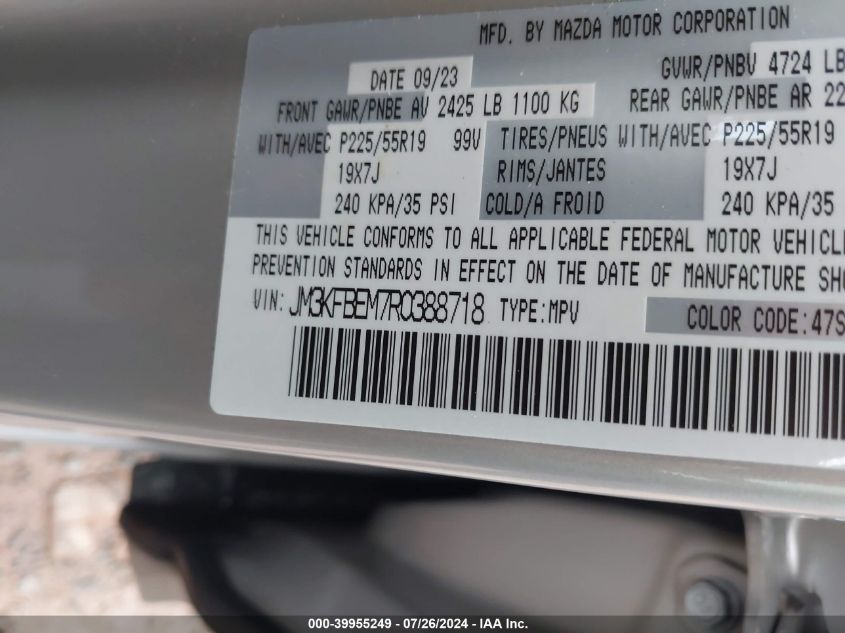 MFD. BY MAZDA MOTOR CORPORATION
DATE 09/23 GVWR/PNBV 4724 LB
FRONT GAWR/PNBE AV 2425 LB 1100 KG REAR GAWR/PNBE AR 22
WITH/AVEC P225/55R19 99V TIRES/PNEUS WITH/AVEC P225/55R19
19X7J RIMS/JANTES 19X7J
240 KPA/35 PSI COLD/A FROID 240 KPA/35
THIS VEHICLE CONFORMS TO ALL APPLICABLE FEDERAL MOTOR VEHICL
PREVENTION STANDARDS IN EFFECT ON THE DATE OF MANUFACTURE SHO
VIN: JM3KFBEM7R0388718 TYPE:MPV COLOR CODE:47S
000-39955249 - 07/26/2024 - IAA Inc.